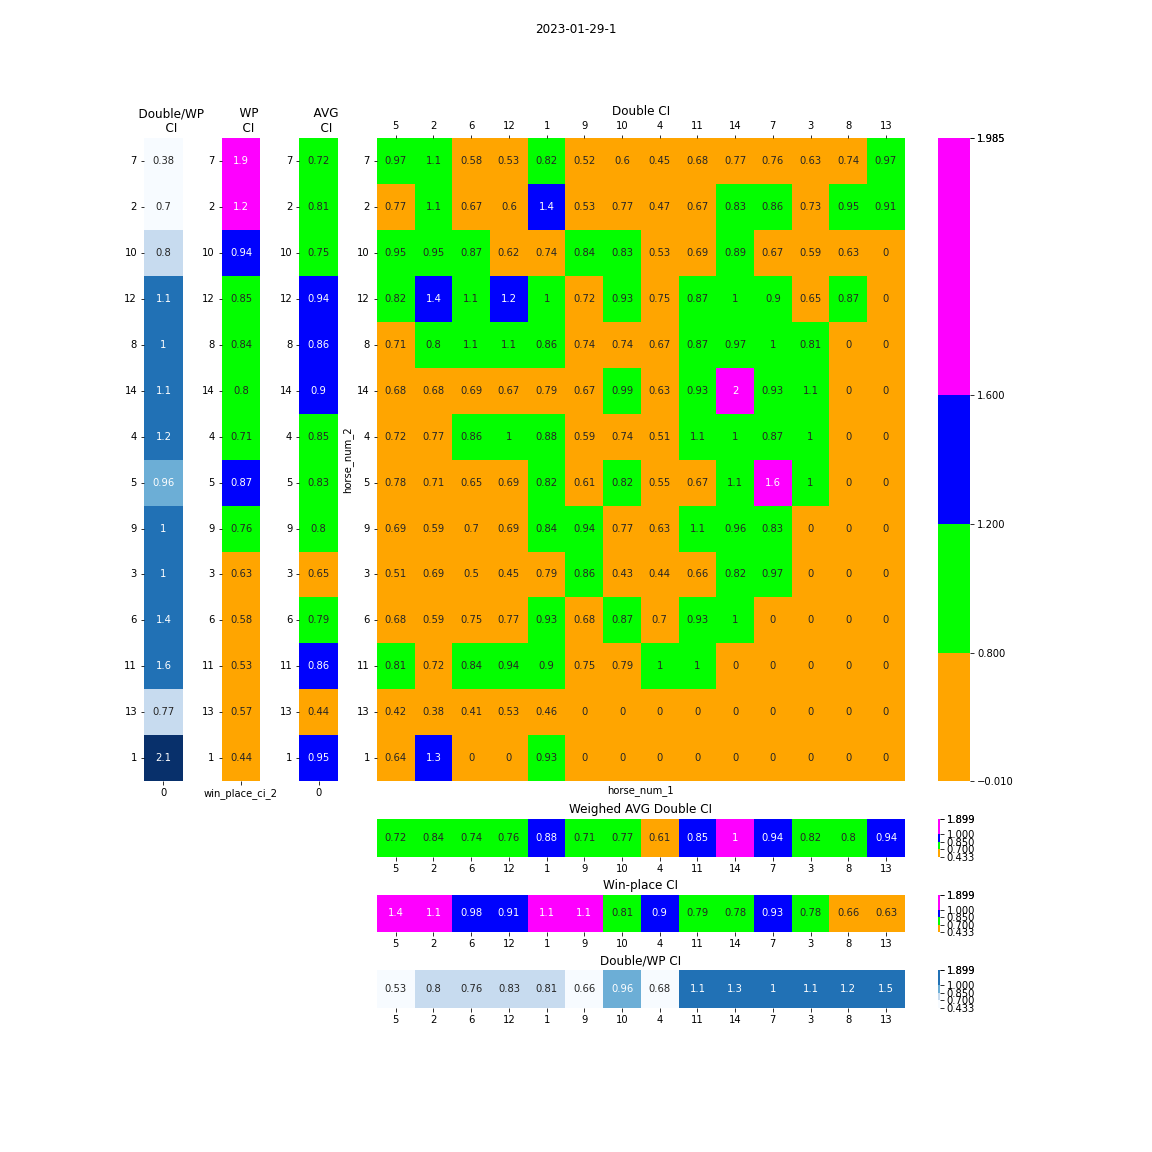 2023-01-29-1
Double/WP CI
WP CI
AVG CI
Double CI
5 2 6 12 1 9 10 4 11 14 7 3 8 13
7 0.38 7 1.9 7 0.72 7 0.97 1.1 0.58 0.53 0.82 0.52 0.6 0.45 0.68 0.77 0.76 0.63 0.74 0.97
2 0.7 2 1.2 2 0.81 2 0.77 1.1 0.67 0.6 1.4 0.53 0.77 0.47 0.67 0.83 0.86 0.73 0.95 0.91
10 0.8 10 0.94 10 0.75 10 0.95 0.95 0.87 0.62 0.74 0.84 0.83 0.53 0.69 0.89 0.67 0.59 0.63 0
12 1.1 12 0.85 12 0.94 12 0.82 1.4 1.1 1.2 1 0.72 0.93 0.75 0.87 1 0.9 0.65 0.87 0
8 1 8 0.84 8 0.86 8 0.71 0.8 1.1 1.1 0.86 0.74 0.74 0.67 0.87 0.97 1 0.81 0 0
14 1.1 14 0.8 14 0.9 14 0.68 0.68 0.69 0.67 0.79 0.67 0.99 0.63 0.93 2 0.93 1.1 0 0
4 1.2 4 0.71 4 0.85 4 0.72 0.77 0.86 1 0.88 0.59 0.74 0.51 1.1 1 0.87 1 0 0
5 0.96 5 0.87 5 0.83 5 0.78 0.71 0.65 0.69 0.82 0.61 0.82 0.55 0.67 1.1 1.6 1 0 0
9 1 9 0.76 9 0.8 9 0.69 0.59 0.7 0.69 0.84 0.94 0.77 0.63 1.1 0.96 0.83 0 0 0
3 1 3 0.63 3 0.65 3 0.51 0.69 0.5 0.45 0.79 0.86 0.43 0.44 0.66 0.82 0.97 0 0 0
6 1.4 6 0.58 6 0.79 6 0.68 0.59 0.75 0.77 0.93 0.68 0.87 0.7 0.93 1 0 0 0 0
11 1.6 11 0.53 11 0.86 11 0.81 0.72 0.84 0.94 0.9 0.75 0.79 1 1 0 0 0 0 0
13 0.77 13 0.57 13 0.44 13 0.42 0.38 0.41 0.53 0.46 0 0 0 0 0 0 0 0 0
1 2.1 1 0.44 1 0.95 1 0.64 1.3 0 0 0.93 0 0 0 0 0 0 0 0 0
0 win_place_ci_2 0
horse_num_2
horse_num_1
1.985
1.600
1.200
0.800
−0.010
Weighed AVG Double CI
0.72 0.84 0.74 0.76 0.88 0.71 0.77 0.61 0.85 1 0.94 0.82 0.8 0.94
5 2 6 12 1 9 10 4 11 14 7 3 8 13
1.899
1.000
0.850
0.700
0.433
Win-place CI
1.4 1.1 0.98 0.91 1.1 1.1 0.81 0.9 0.79 0.78 0.93 0.78 0.66 0.63
5 2 6 12 1 9 10 4 11 14 7 3 8 13
1.899
1.000
0.850
0.700
0.433
Double/WP CI
0.53 0.8 0.76 0.83 0.81 0.66 0.96 0.68 1.1 1.3 1 1.1 1.2 1.5
5 2 6 12 1 9 10 4 11 14 7 3 8 13
1.899
1.000
0.850
0.700
0.433